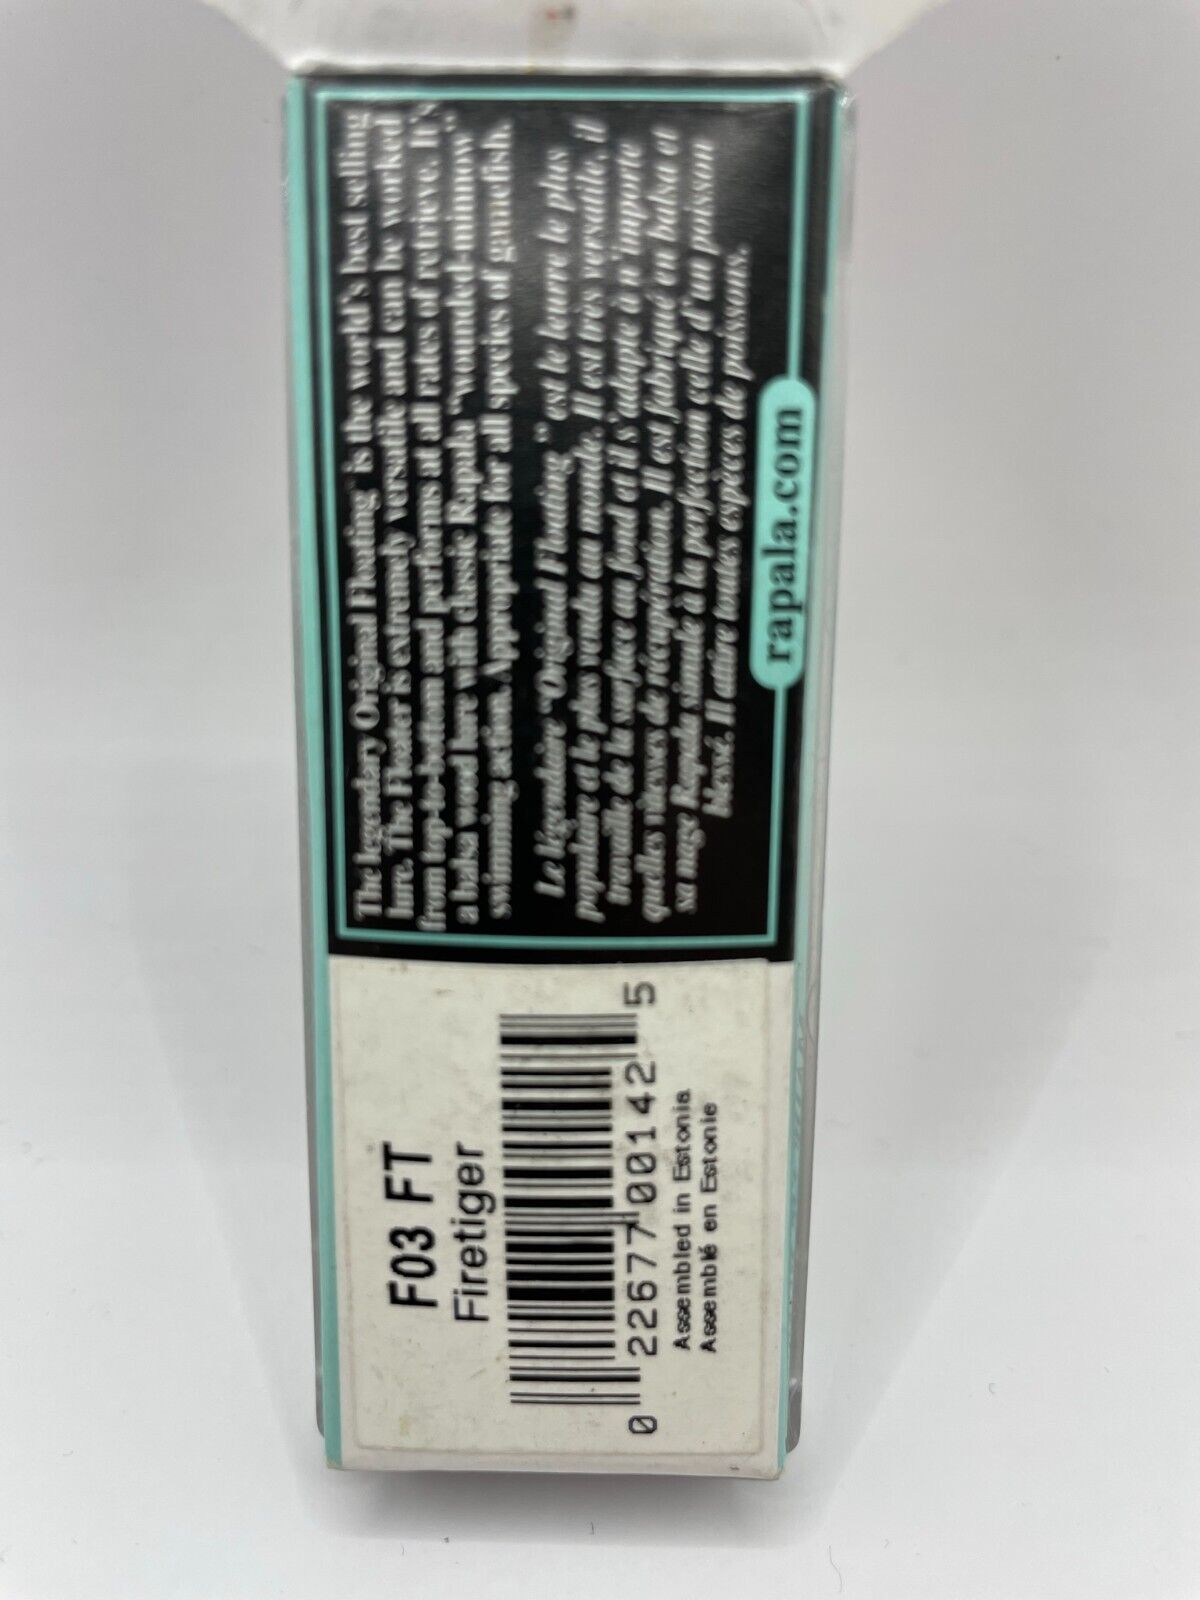 The legendary Original Floating® is the world's best selling
lure. The Floater is extremely versatile and can be worked
from top-to-bottom and performs at all rates of retrieve. It's
a balsa wood lure with classic Rapala "wounded-minnow"
swimming action. Appropriate for all species of gamefish.
Le légendaire "Original Floating" est le leurre le plus
populaire et le plus vendu au monde. Il est très versatile, il
travaille de la surface au fond et il s'adapte à n'importe
quelles vitesses de récupération. Il est fabriqué en balsa et
sa nage Rapala simule à la perfection celle d'un poisson
blessé. Il attire toutes espèces de poissons.
rapala.com
F03 FT
Firetiger
0 22677 00142 5
Assembled in Estonia
Assemblé en Estonie